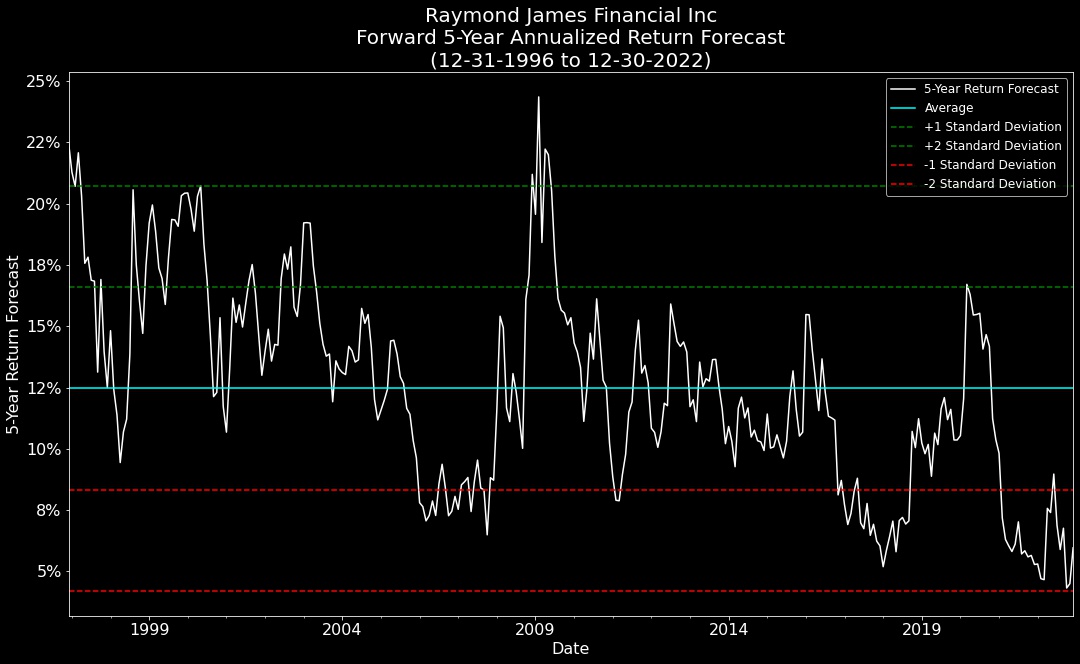 Raymond James Financial Inc
Forward 5-Year Annualized Return Forecast
(12-31-1996 to 12-30-2022)
25%
22%
20%
18%
15%
12%
10%
8%
5%
5-Year Return Forecast
5-Year Return Forecast
Average
+1 Standard Deviation
+2 Standard Deviation
-1 Standard Deviation
-2 Standard Deviation
1999
2004
2009
2014
2019
Date